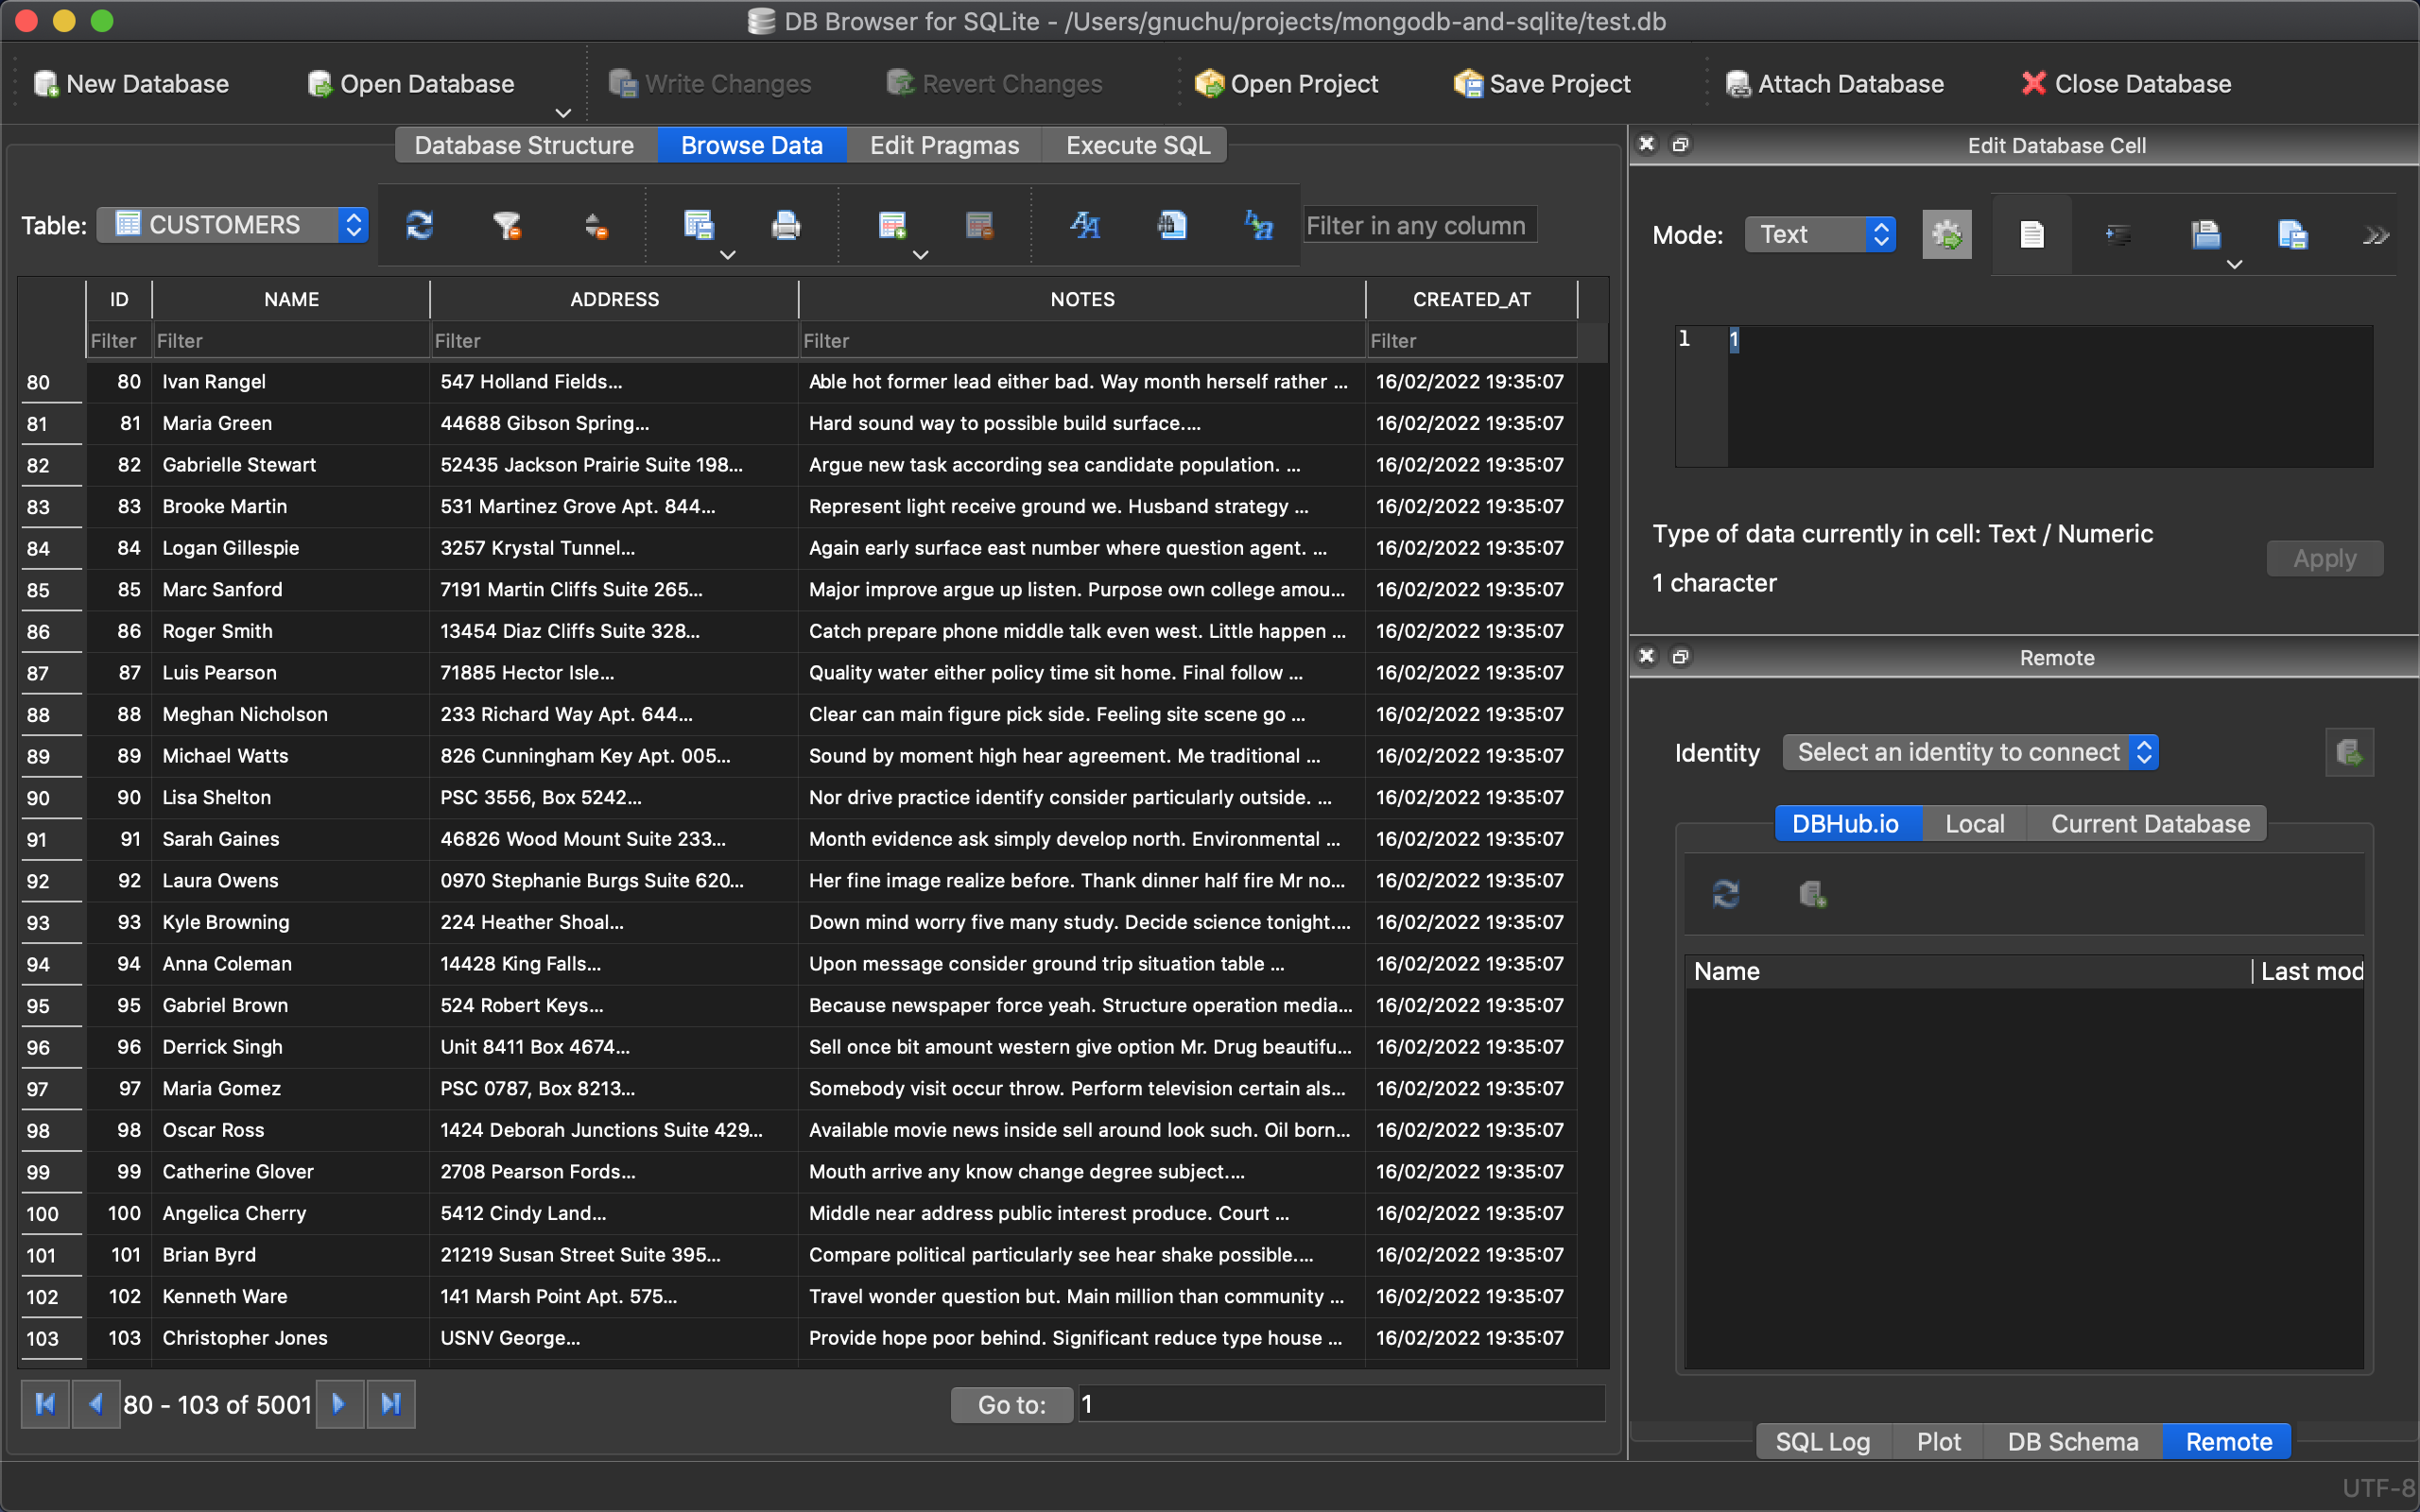 DB Browser for SQLite - /Users/gnuchu/projects/mongodb-and-sqlite/test.db
New Database Open Database Write Changes Revert Changes Open Project Save Project Attach Database Close Database
Database Structure Browse Data Edit Pragmas Execute SQL
Table: CUSTOMERS Filter in any column
ID NAME ADDRESS NOTES CREATED_AT
Filter Filter Filter Filter Filter
80 80 Ivan Rangel 547 Holland Fields... Able hot former lead either bad. Way month herself rather ... 16/02/2022 19:35:07
81 81 Maria Green 44688 Gibson Spring... Hard sound way to possible build surface.... 16/02/2022 19:35:07
82 82 Gabrielle Stewart 52435 Jackson Prairie Suite 198... Argue new task according sea candidate population. ... 16/02/2022 19:35:07
83 83 Brooke Martin 531 Martinez Grove Apt. 844... Represent light receive ground we. Husband strategy ... 16/02/2022 19:35:07
84 84 Logan Gillespie 3257 Krystal Tunnel... Again early surface east number where question agent. ... 16/02/2022 19:35:07
85 85 Marc Sanford 7191 Martin Cliffs Suite 265... Major improve argue up listen. Purpose own college amou... 16/02/2022 19:35:07
86 86 Roger Smith 13454 Diaz Cliffs Suite 328... Catch prepare phone middle talk even west. Little happen ... 16/02/2022 19:35:07
87 87 Luis Pearson 71885 Hector Isle... Quality water either policy time sit home. Final follow ... 16/02/2022 19:35:07
88 88 Meghan Nicholson 233 Richard Way Apt. 644... Clear can main figure pick side. Feeling site scene go ... 16/02/2022 19:35:07
89 89 Michael Watts 826 Cunningham Key Apt. 005... Sound by moment high hear agreement. Me traditional ... 16/02/2022 19:35:07
90 90 Lisa Shelton PSC 3556, Box 5242... Nor drive practice identify consider particularly outside. ... 16/02/2022 19:35:07
91 91 Sarah Gaines 46826 Wood Mount Suite 233... Month evidence ask simply develop north. Environmental ... 16/02/2022 19:35:07
92 92 Laura Owens 0970 Stephanie Burgs Suite 620... Her fine image realize before. Thank dinner half fire Mr no... 16/02/2022 19:35:07
93 93 Kyle Browning 224 Heather Shoal... Down mind worry five many study. Decide science tonight.... 16/02/2022 19:35:07
94 94 Anna Coleman 14428 King Falls... Upon message consider ground trip situation table ... 16/02/2022 19:35:07
95 95 Gabriel Brown 524 Robert Keys... Because newspaper force yeah. Structure operation media... 16/02/2022 19:35:07
96 96 Derrick Singh Unit 8411 Box 4674... Sell once bit amount western give option Mr. Drug beautifu... 16/02/2022 19:35:07
97 97 Maria Gomez PSC 0787, Box 8213... Somebody visit occur throw. Perform television certain als... 16/02/2022 19:35:07
98 98 Oscar Ross 1424 Deborah Junctions Suite 429... Available movie news inside sell around look such. Oil born... 16/02/2022 19:35:07
99 99 Catherine Glover 2708 Pearson Fords... Mouth arrive any know change degree subject.... 16/02/2022 19:35:07
100 100 Angelica Cherry 5412 Cindy Land... Middle near address public interest produce. Court ... 16/02/2022 19:35:07
101 101 Brian Byrd 21219 Susan Street Suite 395... Compare political particularly see hear shake possible.... 16/02/2022 19:35:07
102 102 Kenneth Ware 141 Marsh Point Apt. 575... Travel wonder question but. Main million than community ... 16/02/2022 19:35:07
103 103 Christopher Jones USNV George... Provide hope poor behind. Significant reduce type house ... 16/02/2022 19:35:07
80 - 103 of 5001 Go to: 1
Edit Database Cell
Mode: Text
1 1
Type of data currently in cell: Text / Numeric
Apply
1 character
Remote
Identity Select an identity to connect
DBHub.io Local Current Database
Name Last mod
SQL Log Plot DB Schema Remote
UTF-8